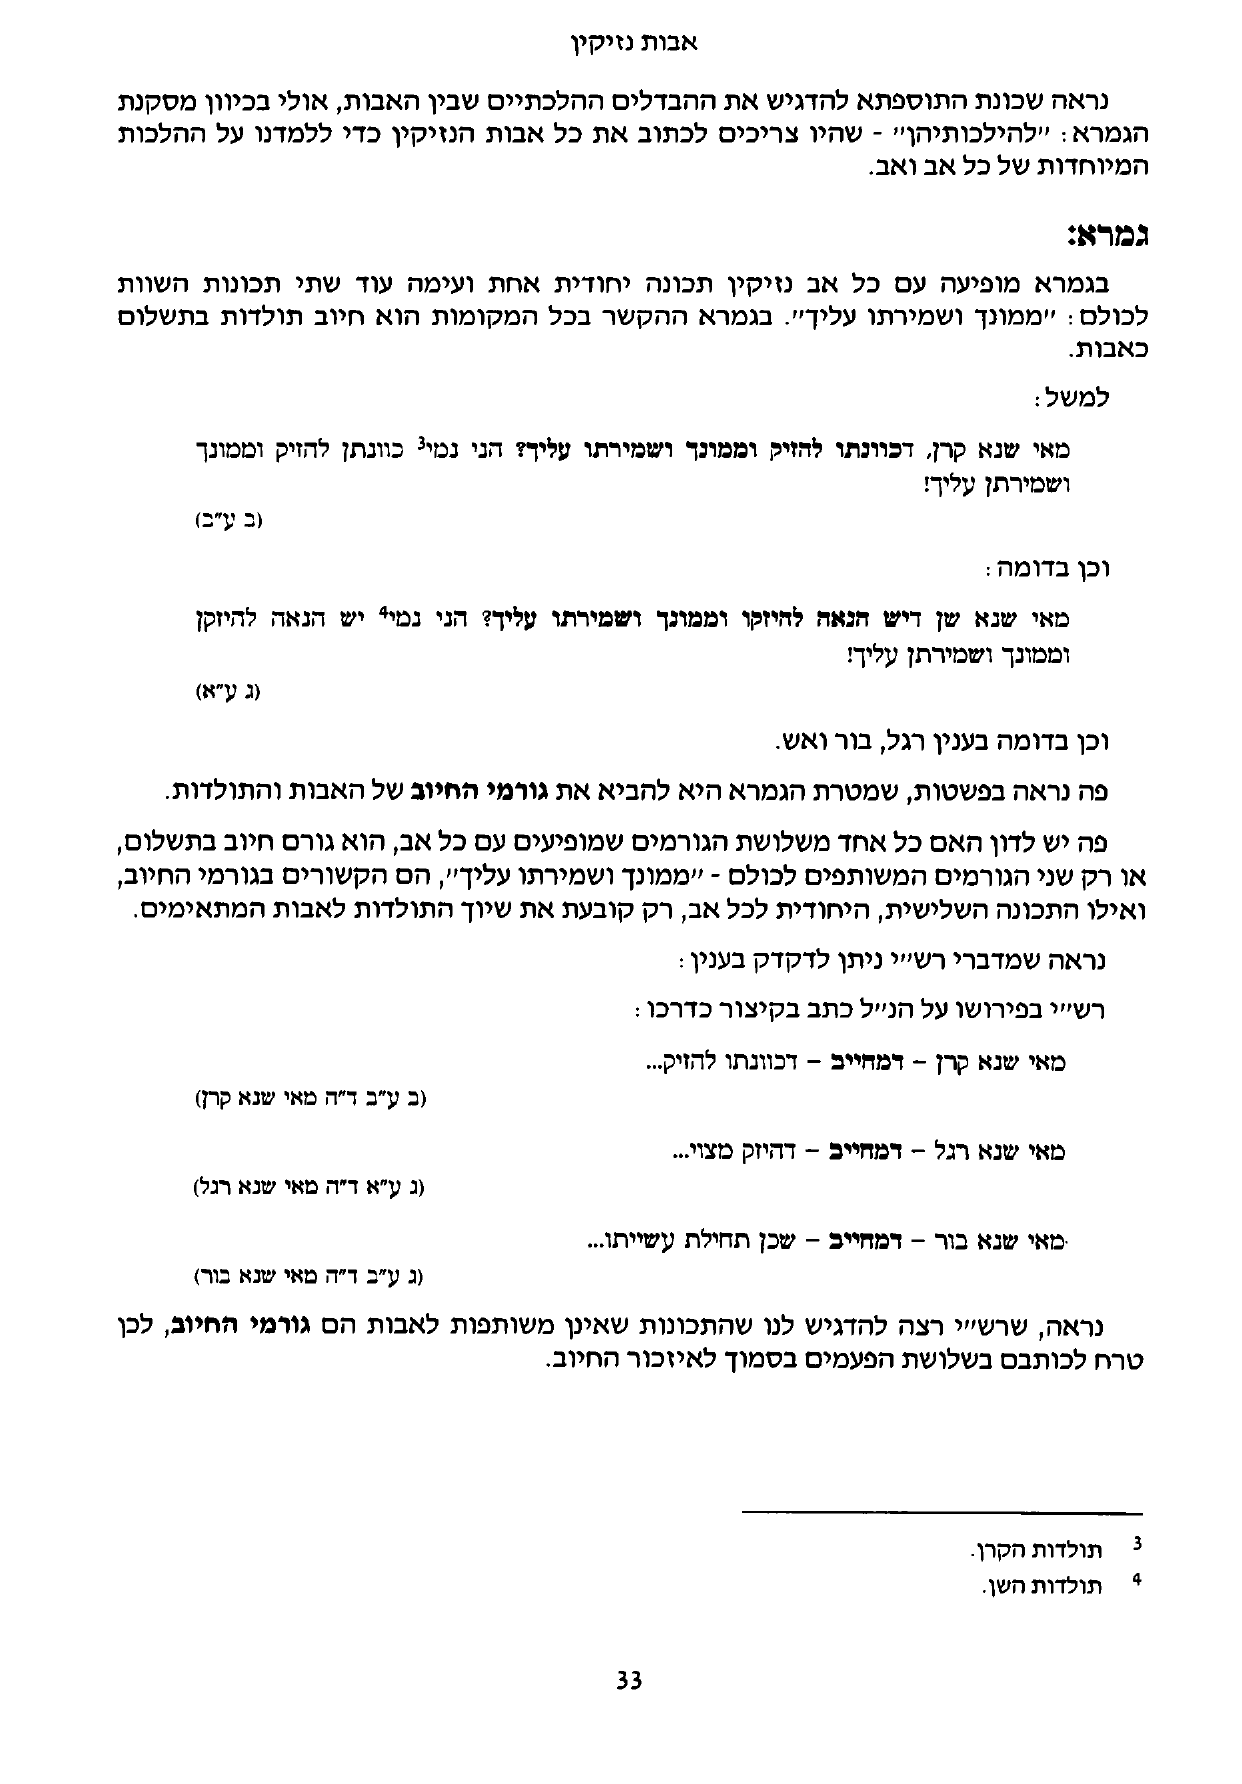 אבות נזיקין
נראה שכונת התוספתא להדגיש את ההבדלים ההלכתיים שבין האבות, אולי בכיוון מסקנת
הגמרא: "להילכותיהן" - שהיו צריכים לכתוב את כל אבות הנזיקין כדי ללמדנו על ההלכות
המיוחדות של כל אב ואב.
גמרא:
בגמרא מופיעה עם כל אב נזיקין תכונה יחודית אחת ועימה עוד שתי תכונות השוות
לכולם: "ממונך ושמירתו עליך". בגמרא ההקשר בכל המקומות הוא חיוב תולדות בתשלום
כאבות.
למשל:
מאי שנא קרן, דכוונתו להזיק וממונך ושמירתו עליך? הני נמי3 כוונתן להזיק וממונך
ושמירתן עליך!
(ב ע"ב)
וכן בדומה:
מאי שנא שן דיש הנאה להיזקו וממונך ושמירתו עליך? הני נמי4 יש הנאה להיזקן
וממונך ושמירתן עליך!
(ג ע"א)
וכן בדומה בענין רגל, בור ואש.
פה נראה בפשטות, שמטרת הגמרא היא להביא את גורמי החיוב של האבות והתולדות.
פה יש לדון האם כל אחד משלושת הגורמים שמופיעים עם כל אב, הוא גורם חיוב בתשלום,
או רק שני הגורמים המשותפים לכולם - "ממונך ושמירתו עליך", הם הקשורים בגורמי החיוב,
ואילו התכונה השלישית, היחודית לכל אב, רק קובעת את שיוך התולדות לאבות המתאימים.
נראה שמדברי רש"י ניתן לדקדק בענין:
רש"י בפירושו על הנ"ל כתב בקיצור כדרכו:
מאי שנא קרן – דמחייב – דכוונתו להזיק...
(ב ע"ב ד"ה מאי שנא קרן)
מאי שנא רגל – דמחייב – דהיזק מצוי...
(ג ע"א ד"ה מאי שנא רגל)
מאי שנא בור – דמחייב – שכן תחילת עשייתו...
(ג ע"ב ד"ה מאי שנא בור)
נראה, שרש"י רצה להדגיש לנו שהתכונות שאינן משותפות לאבות הם גורמי החיוב, לכן
טרח לכותבם בשלושת הפעמים בסמוך לאיזכור החיוב.
3 תולדות הקרן.
4 תולדות השן.
33